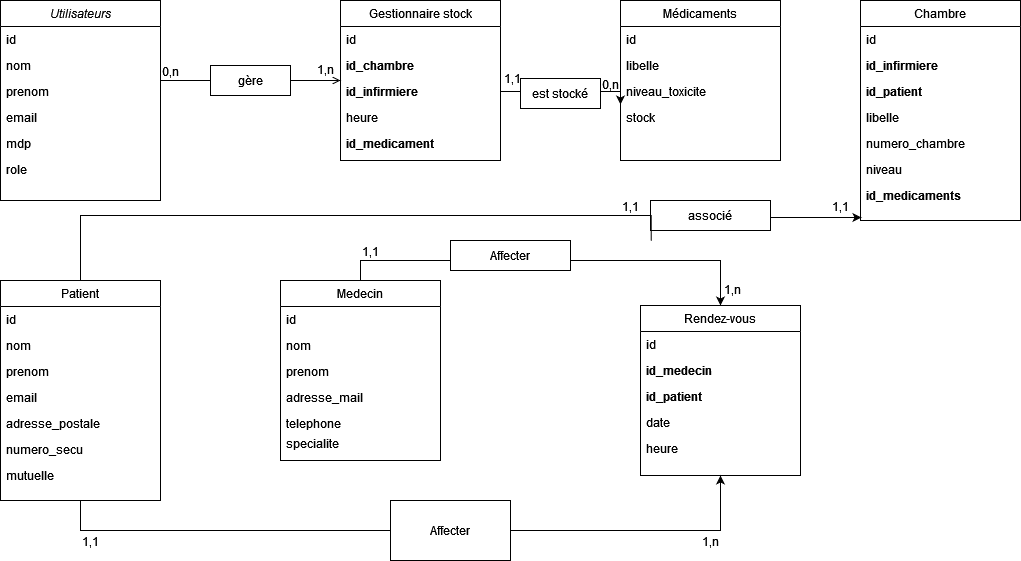 Utilisateurs
id
nom
prenom
email
mdp
role
0,n
gère
1,n
Gestionnaire stock
id
id_chambre
id_infirmiere
heure
id_medicament
1,1
est stocké
0,n
Médicaments
id
libelle
niveau_toxicite
stock
Chambre
id
id_infirmiere
id_patient
libelle
numero_chambre
niveau
id_medicaments
1,1
associé
1,1
1,1
Affecter
1,n
Patient
id
nom
prenom
email
adresse_postale
numero_secu
mutuelle
Medecin
id
nom
prenom
adresse_mail
telephone
specialite
Rendez-vous
id
id_medecin
id_patient
date
heure
1,1
Affecter
1,n